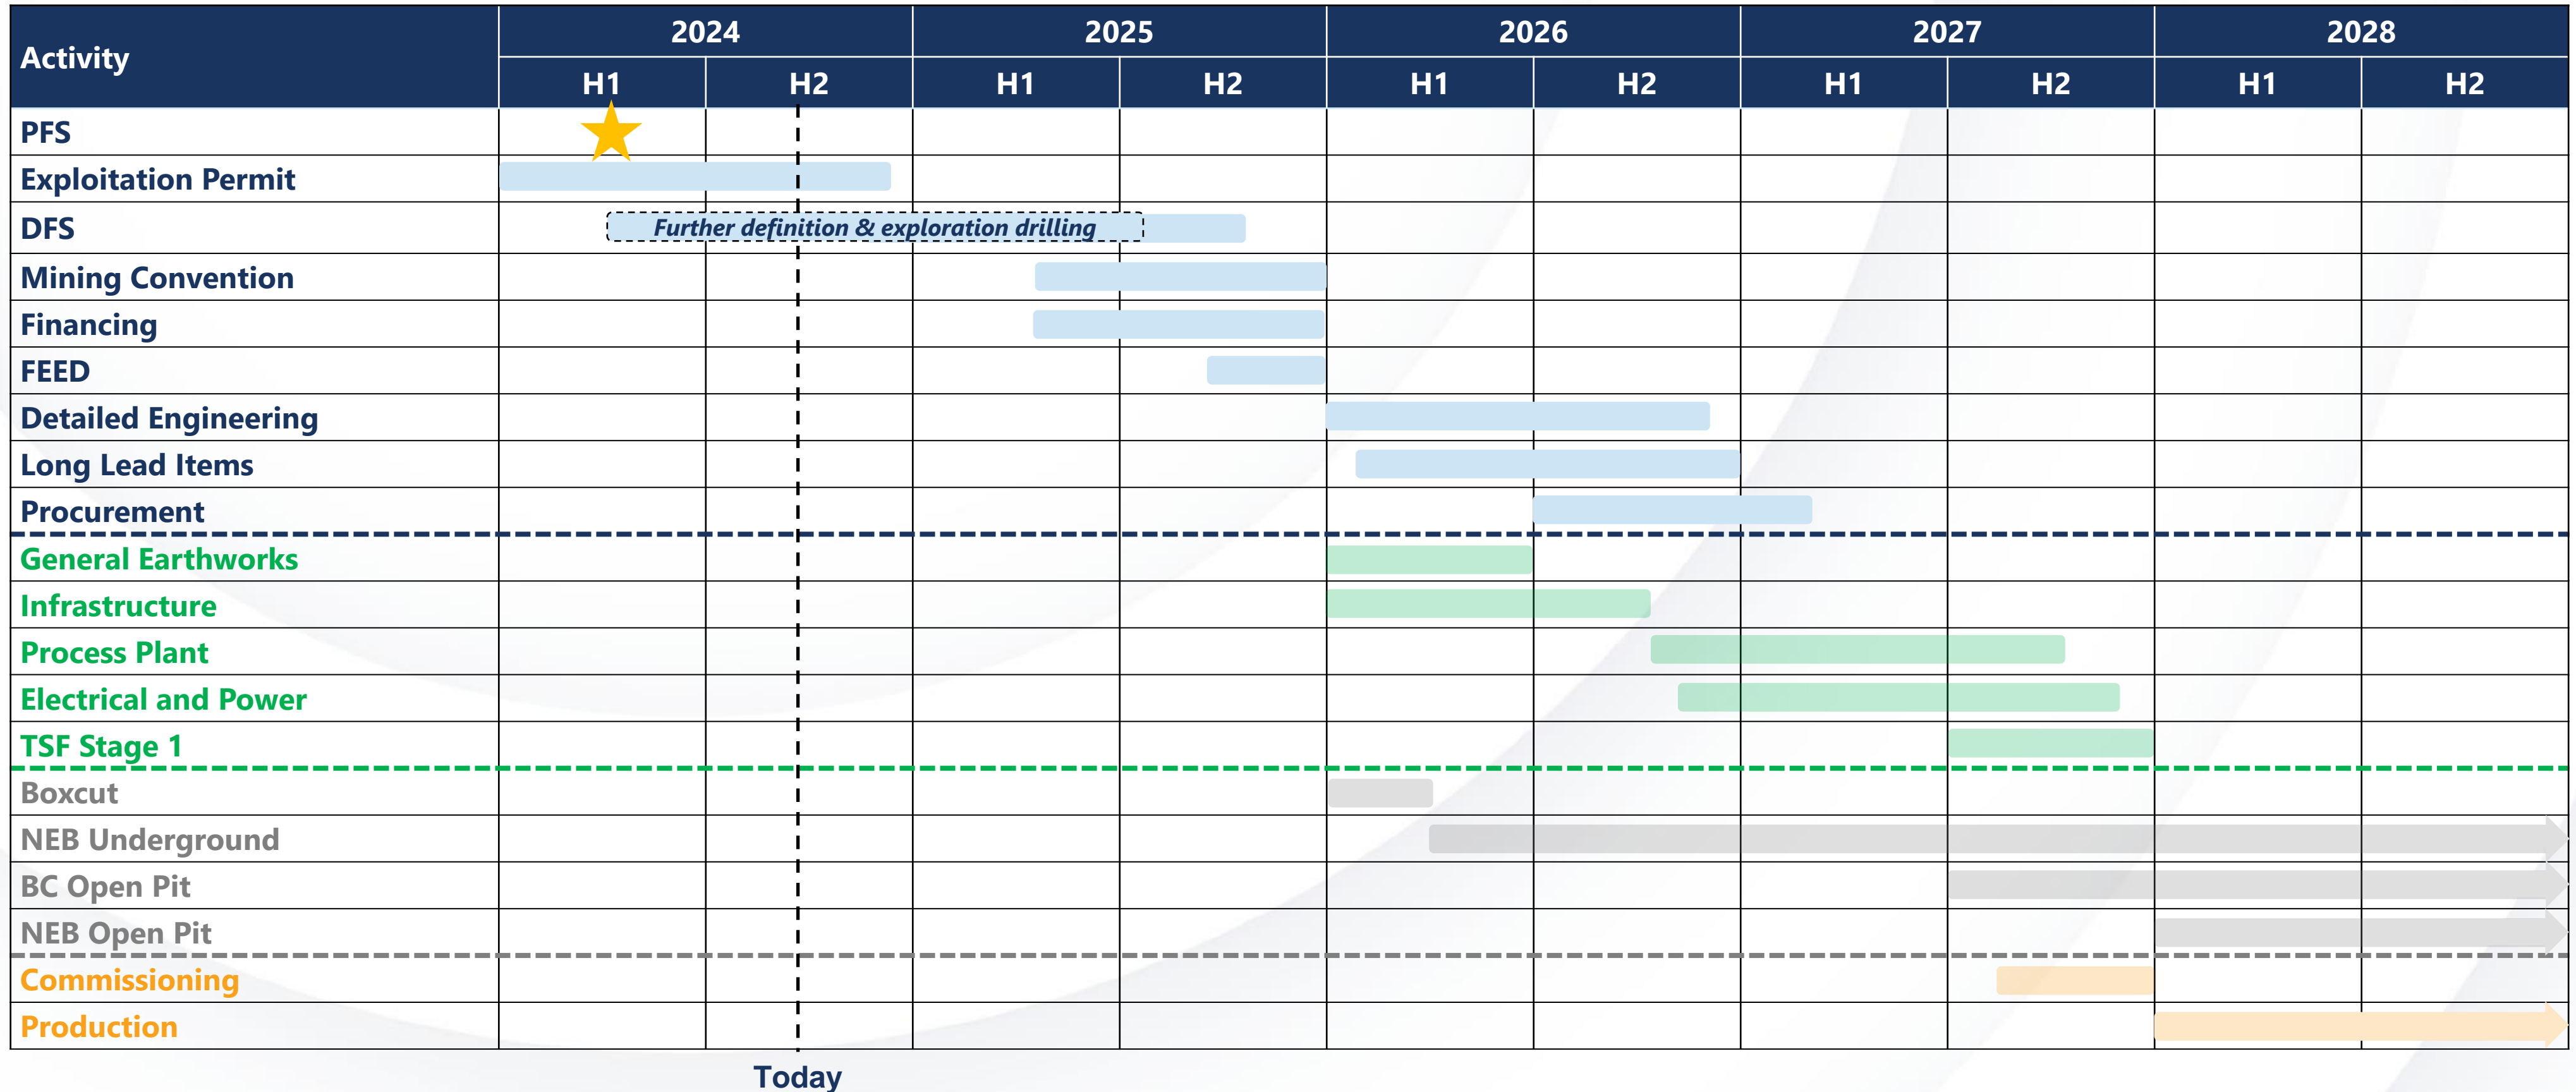 Activity
2024
2025
2026
2027
2028
H1
H2
H1
H2
H1
H2
H1
H2
H1
H2
PFS
Exploitation Permit
DFS
Further definition & exploration drilling
Mining Convention
Financing
FEED
Detailed Engineering
Long Lead Items
Procurement
General Earthworks
Infrastructure
Process Plant
Electrical and Power
TSF Stage 1
Boxcut
NEB Underground
BC Open Pit
NEB Open Pit
Commissioning
Production
Today